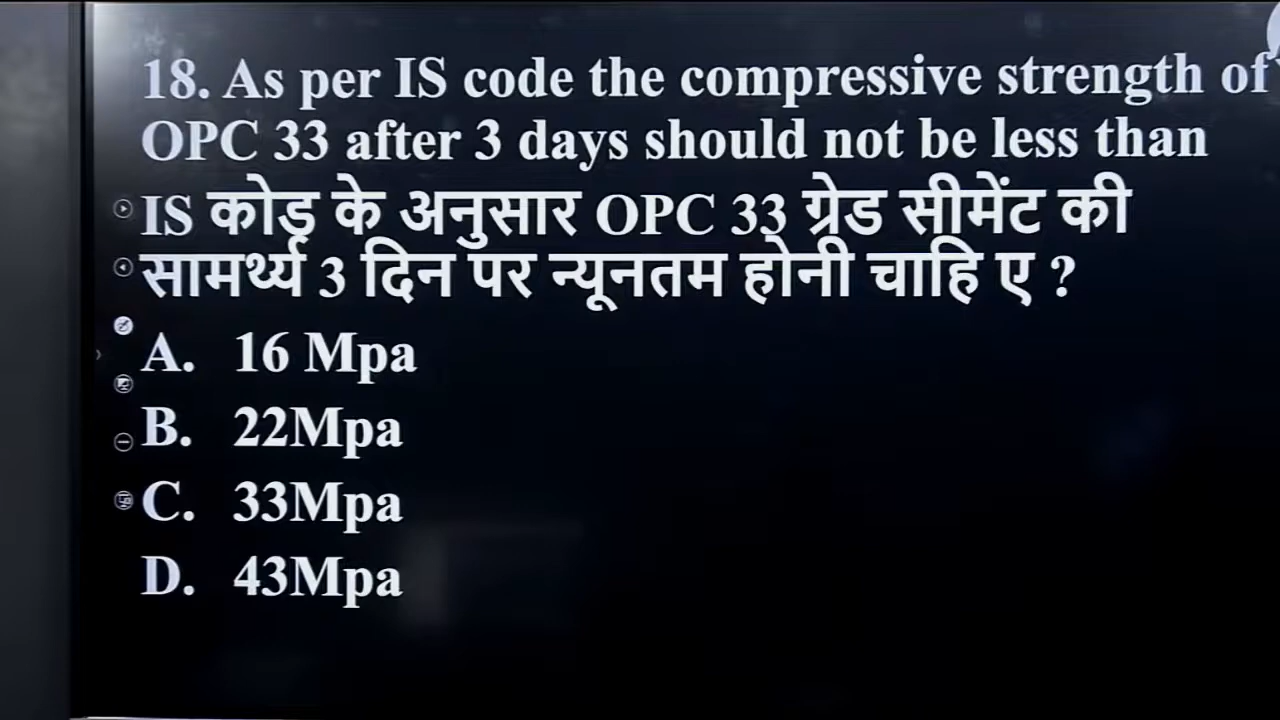 18. As per IS code the compressive strength of
OPC 33 after 3 days should not be less than
IS कोड के अनुसार OPC 33 ग्रेड सीमेंट की
सामर्थ्य 3 दिन पर न्यूनतम होनी चाहि ए ?
A. 16 Mpa
B. 22Mpa
C. 33Mpa
D. 43Mpa